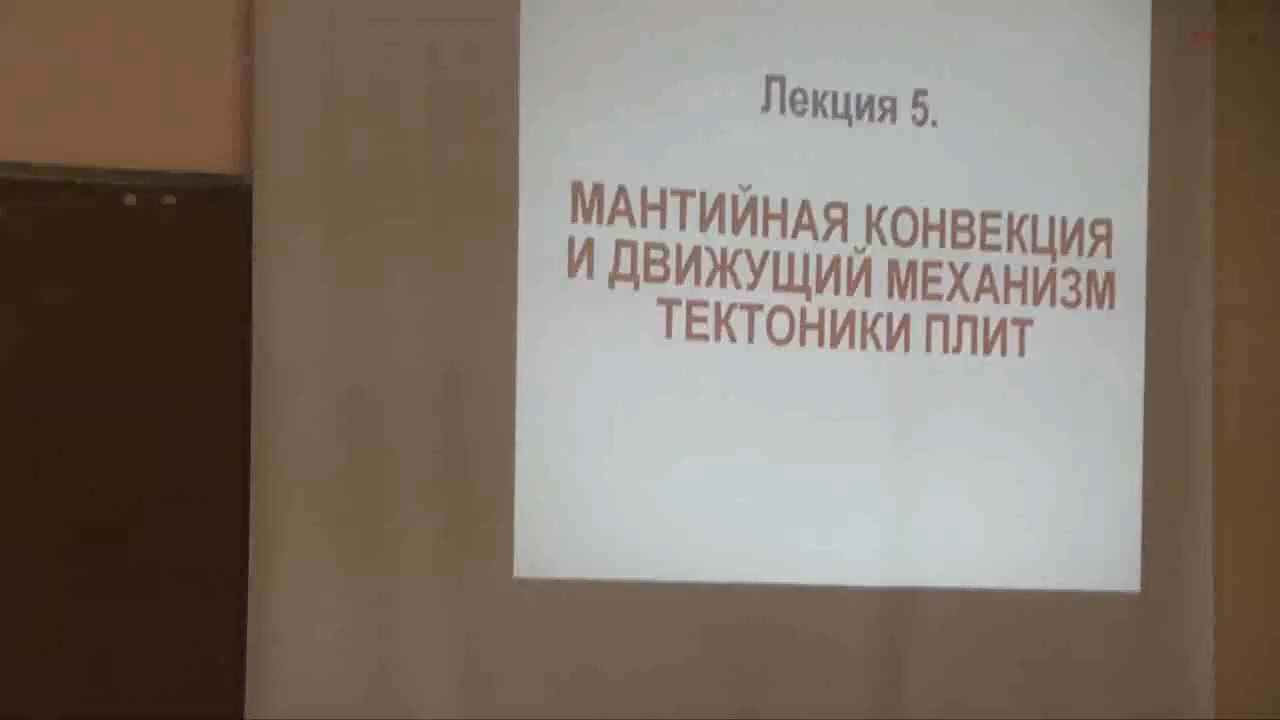 Лекция 5.
МАНТИЙНАЯ КОНВЕКЦИЯ
И ДВИЖУЩИЙ МЕХАНИЗМ
ТЕКТОНИКИ ПЛИТ